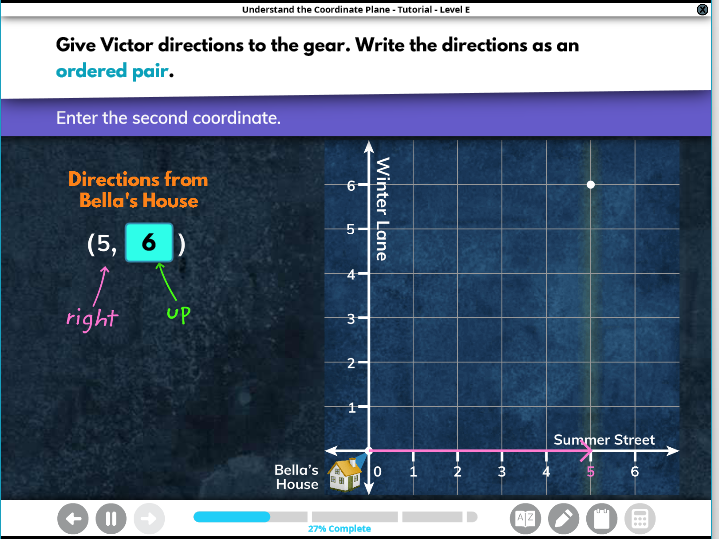 Understand the Coordinate Plane - Tutorial - Level E
X
Give Victor directions to the gear. Write the directions as an
ordered pair.
Enter the second coordinate.
Directions from
Bella's House
(5, 6 )
right
up
Winter Lane
6
5
4
3
2
1
Summer Street
0 1 2 3 4 5 6
Bella's
House
27% Complete
A Z